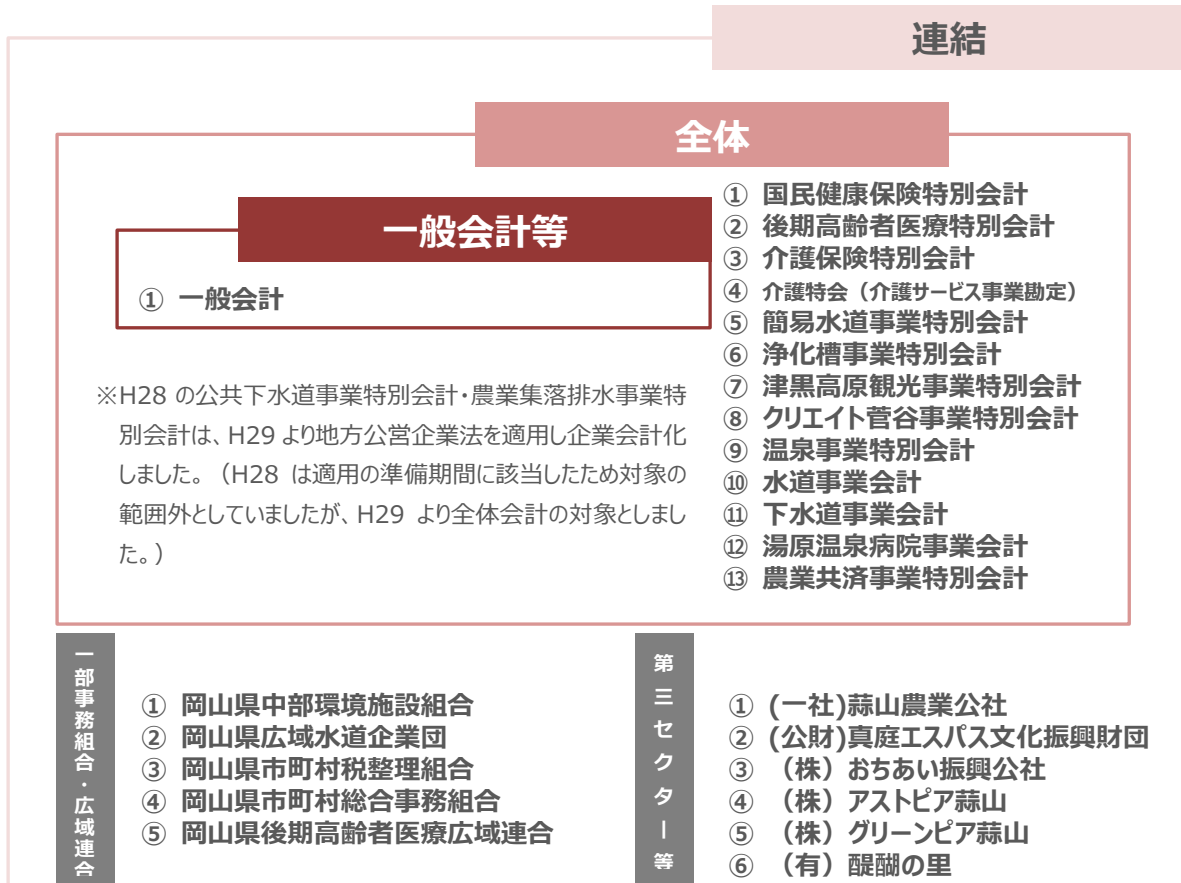 連結
全体
一般会計等
① 一般会計
※H28 の公共下水道事業特別会計・農業集落排水事業特
別会計は、H29 より地方公営企業法を適用し企業会計化
しました。（H28 は適用の準備期間に該当したため対象の
範囲外としていましたが、H29 より全体会計の対象としまし
た。）
① 国民健康保険特別会計
② 後期高齢者医療特別会計
③ 介護保険特別会計
④ 介護特会（介護サービス事業勘定）
⑤ 簡易水道事業特別会計
⑥ 浄化槽事業特別会計
⑦ 津黒高原観光事業特別会計
⑧ クリエイト菅谷事業特別会計
⑨ 温泉事業特別会計
⑩ 水道事業会計
⑪ 下水道事業会計
⑫ 湯原温泉病院事業会計
⑬ 農業共済事業特別会計
一部事務組合・広域連合
① 岡山県中部環境施設組合
② 岡山県広域水道企業団
③ 岡山県市町村税整理組合
④ 岡山県市町村総合事務組合
⑤ 岡山県後期高齢者医療広域連合
第三セクター等
① (一社)蒜山農業公社
② (公財)真庭エスパス文化振興財団
③ （株）おちあい振興公社
④ （株）アストピア蒜山
⑤ （株）グリーンピア蒜山
⑥ （有）醍醐の里